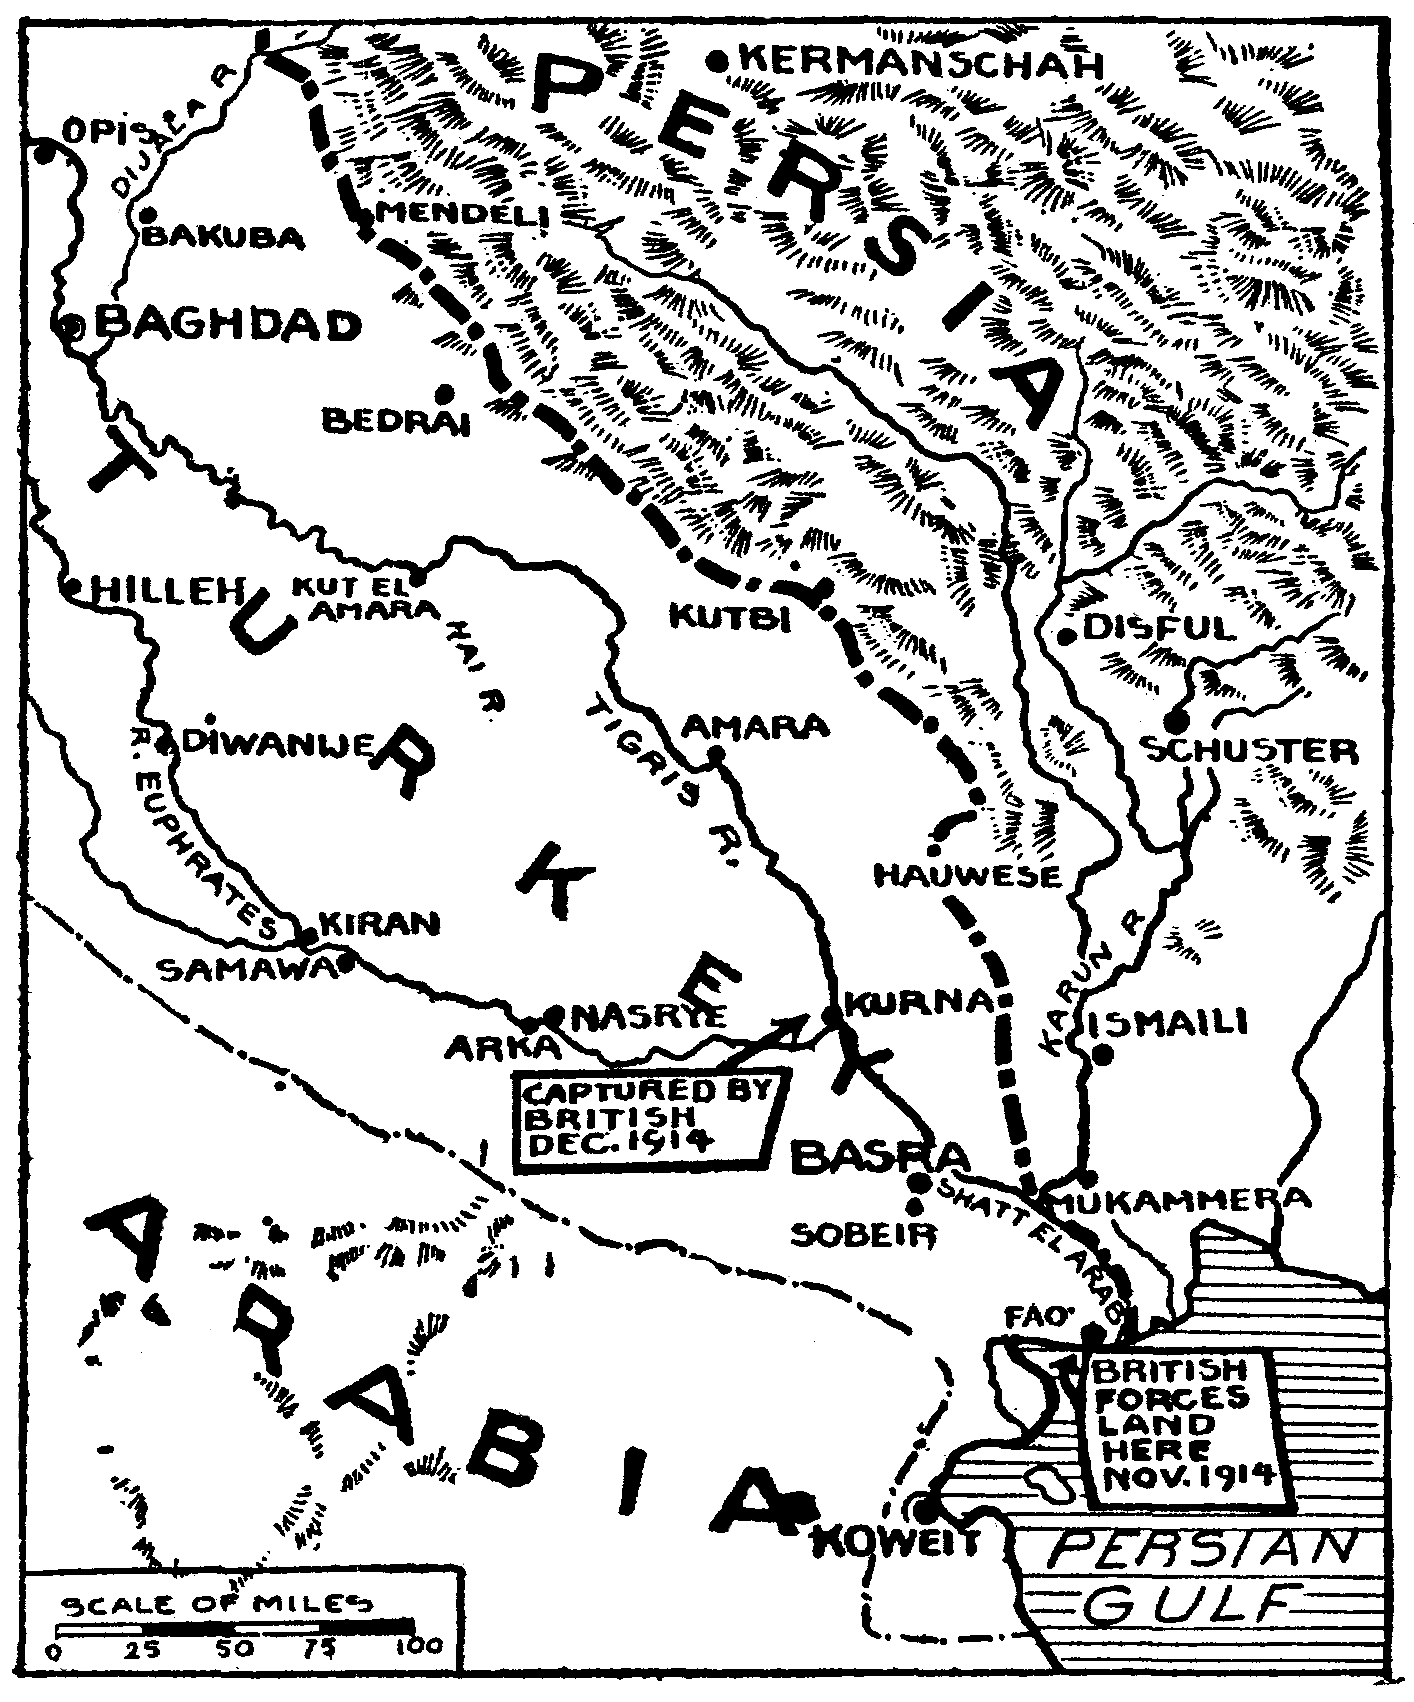 PERSIA
KERMANSCHAH
OPIS
DIJALA R
BAKUBA
MENDELI
BAGHDAD
BEDRAI
TURKEY
HILLEH
KUT EL
AMARA
HAI R.
KUTBI
DISFUL
DIWANIJE
R. EUPHRATES
TIGRIS R.
AMARA
SCHUSTER
HAUWESE
KIRAN
SAMAWA
KARUN R
NASRYE
ARKA
KURNA
ISMAILI
CAPTURED BY
BRITISH
DEC. 1914
BASRA
SOBEIR
SHATT EL ARAB
MUKAMMERA
ARABIA
FAO
BRITISH
FORCES
LAND
HERE
NOV. 1914
KOWEIT
PERSIAN
GULF
SCALE OF MILES
0 25 50 75 100